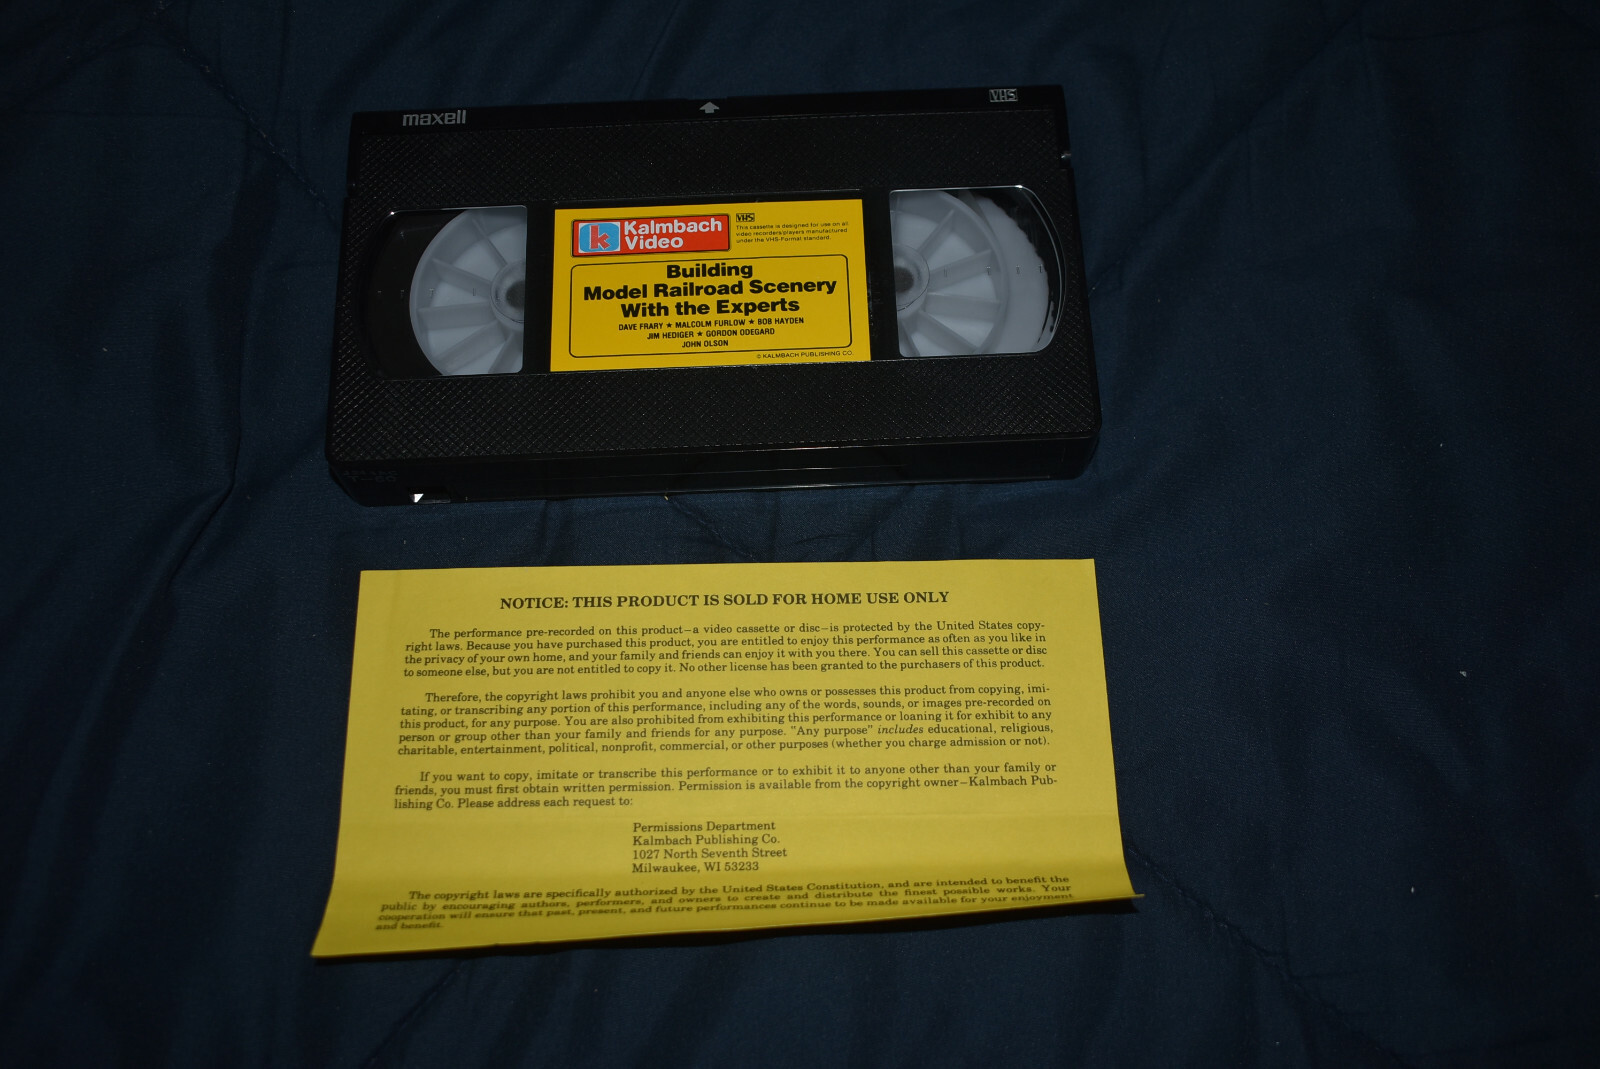 maxell
VHS
Kalmbach
Video
k
VHS
This cassette is designed for use on all
video recorders/players manufactured
under the VHS-Format standard.
Building
Model Railroad Scenery
With the Experts
DAVE FRARY ★ MALCOLM FURLOW ★ BOB HAYDEN
JIM HEDIGER ★ GORDON ODEGARD
JOHN OLSON
© KALMBACH PUBLISHING CO.
NOTICE: THIS PRODUCT IS SOLD FOR HOME USE ONLY
The performance pre-recorded on this product—a video cassette or disc—is protected by the United States copy-
right laws. Because you have purchased this product, you are entitled to enjoy this performance as often as you like in
the privacy of your own home, and your family and friends can enjoy it with you there. You can sell this cassette or disc
to someone else, but you are not entitled to copy it. No other license has been granted to the purchasers of this product.
Therefore, the copyright laws prohibit you and anyone else who owns or possesses this product from copying, imi-
tating, or transcribing any portion of this performance, including any of the words, sounds, or images pre-recorded on
this product, for any purpose. You are also prohibited from exhibiting this performance or loaning it for exhibit to any
person or group other than your family and friends for any purpose. "Any purpose" includes educational, religious,
charitable, entertainment, political, nonprofit, commercial, or other purposes (whether you charge admission or not).
If you want to copy, imitate or transcribe this performance or to exhibit it to anyone other than your family or
friends, you must first obtain written permission. Permission is available from the copyright owner—Kalmbach Pub-
lishing Co. Please address each request to:
Permissions Department
Kalmbach Publishing Co.
1027 North Seventh Street
Milwaukee, WI 53233
The copyright laws are specifically authorized by the United States Constitution, and are intended to benefit the
public by encouraging authors, performers, and owners to create and distribute the finest possible works. Your
cooperation will ensure that past, present, and future performances continue to be made available for your enjoyment
and benefit.